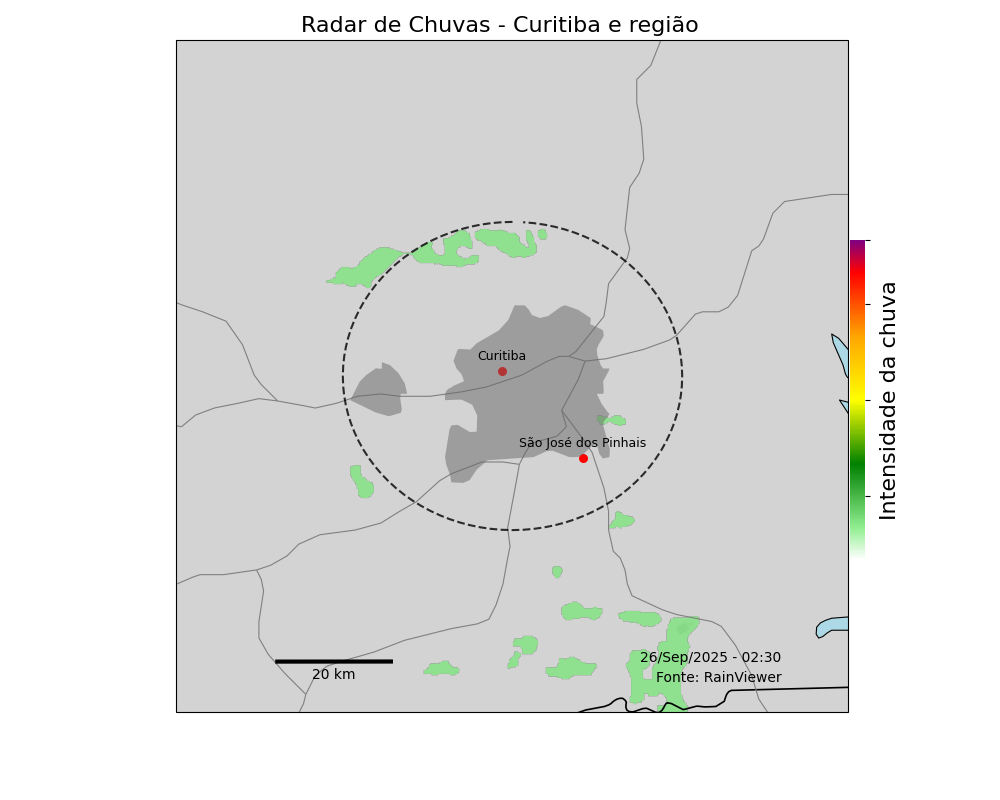 Radar de Chuvas - Curitiba e região
Curitiba
São José dos Pinhais
Intensidade da chuva
26/Sep/2025 - 02:30
Fonte: RainViewer
20 km